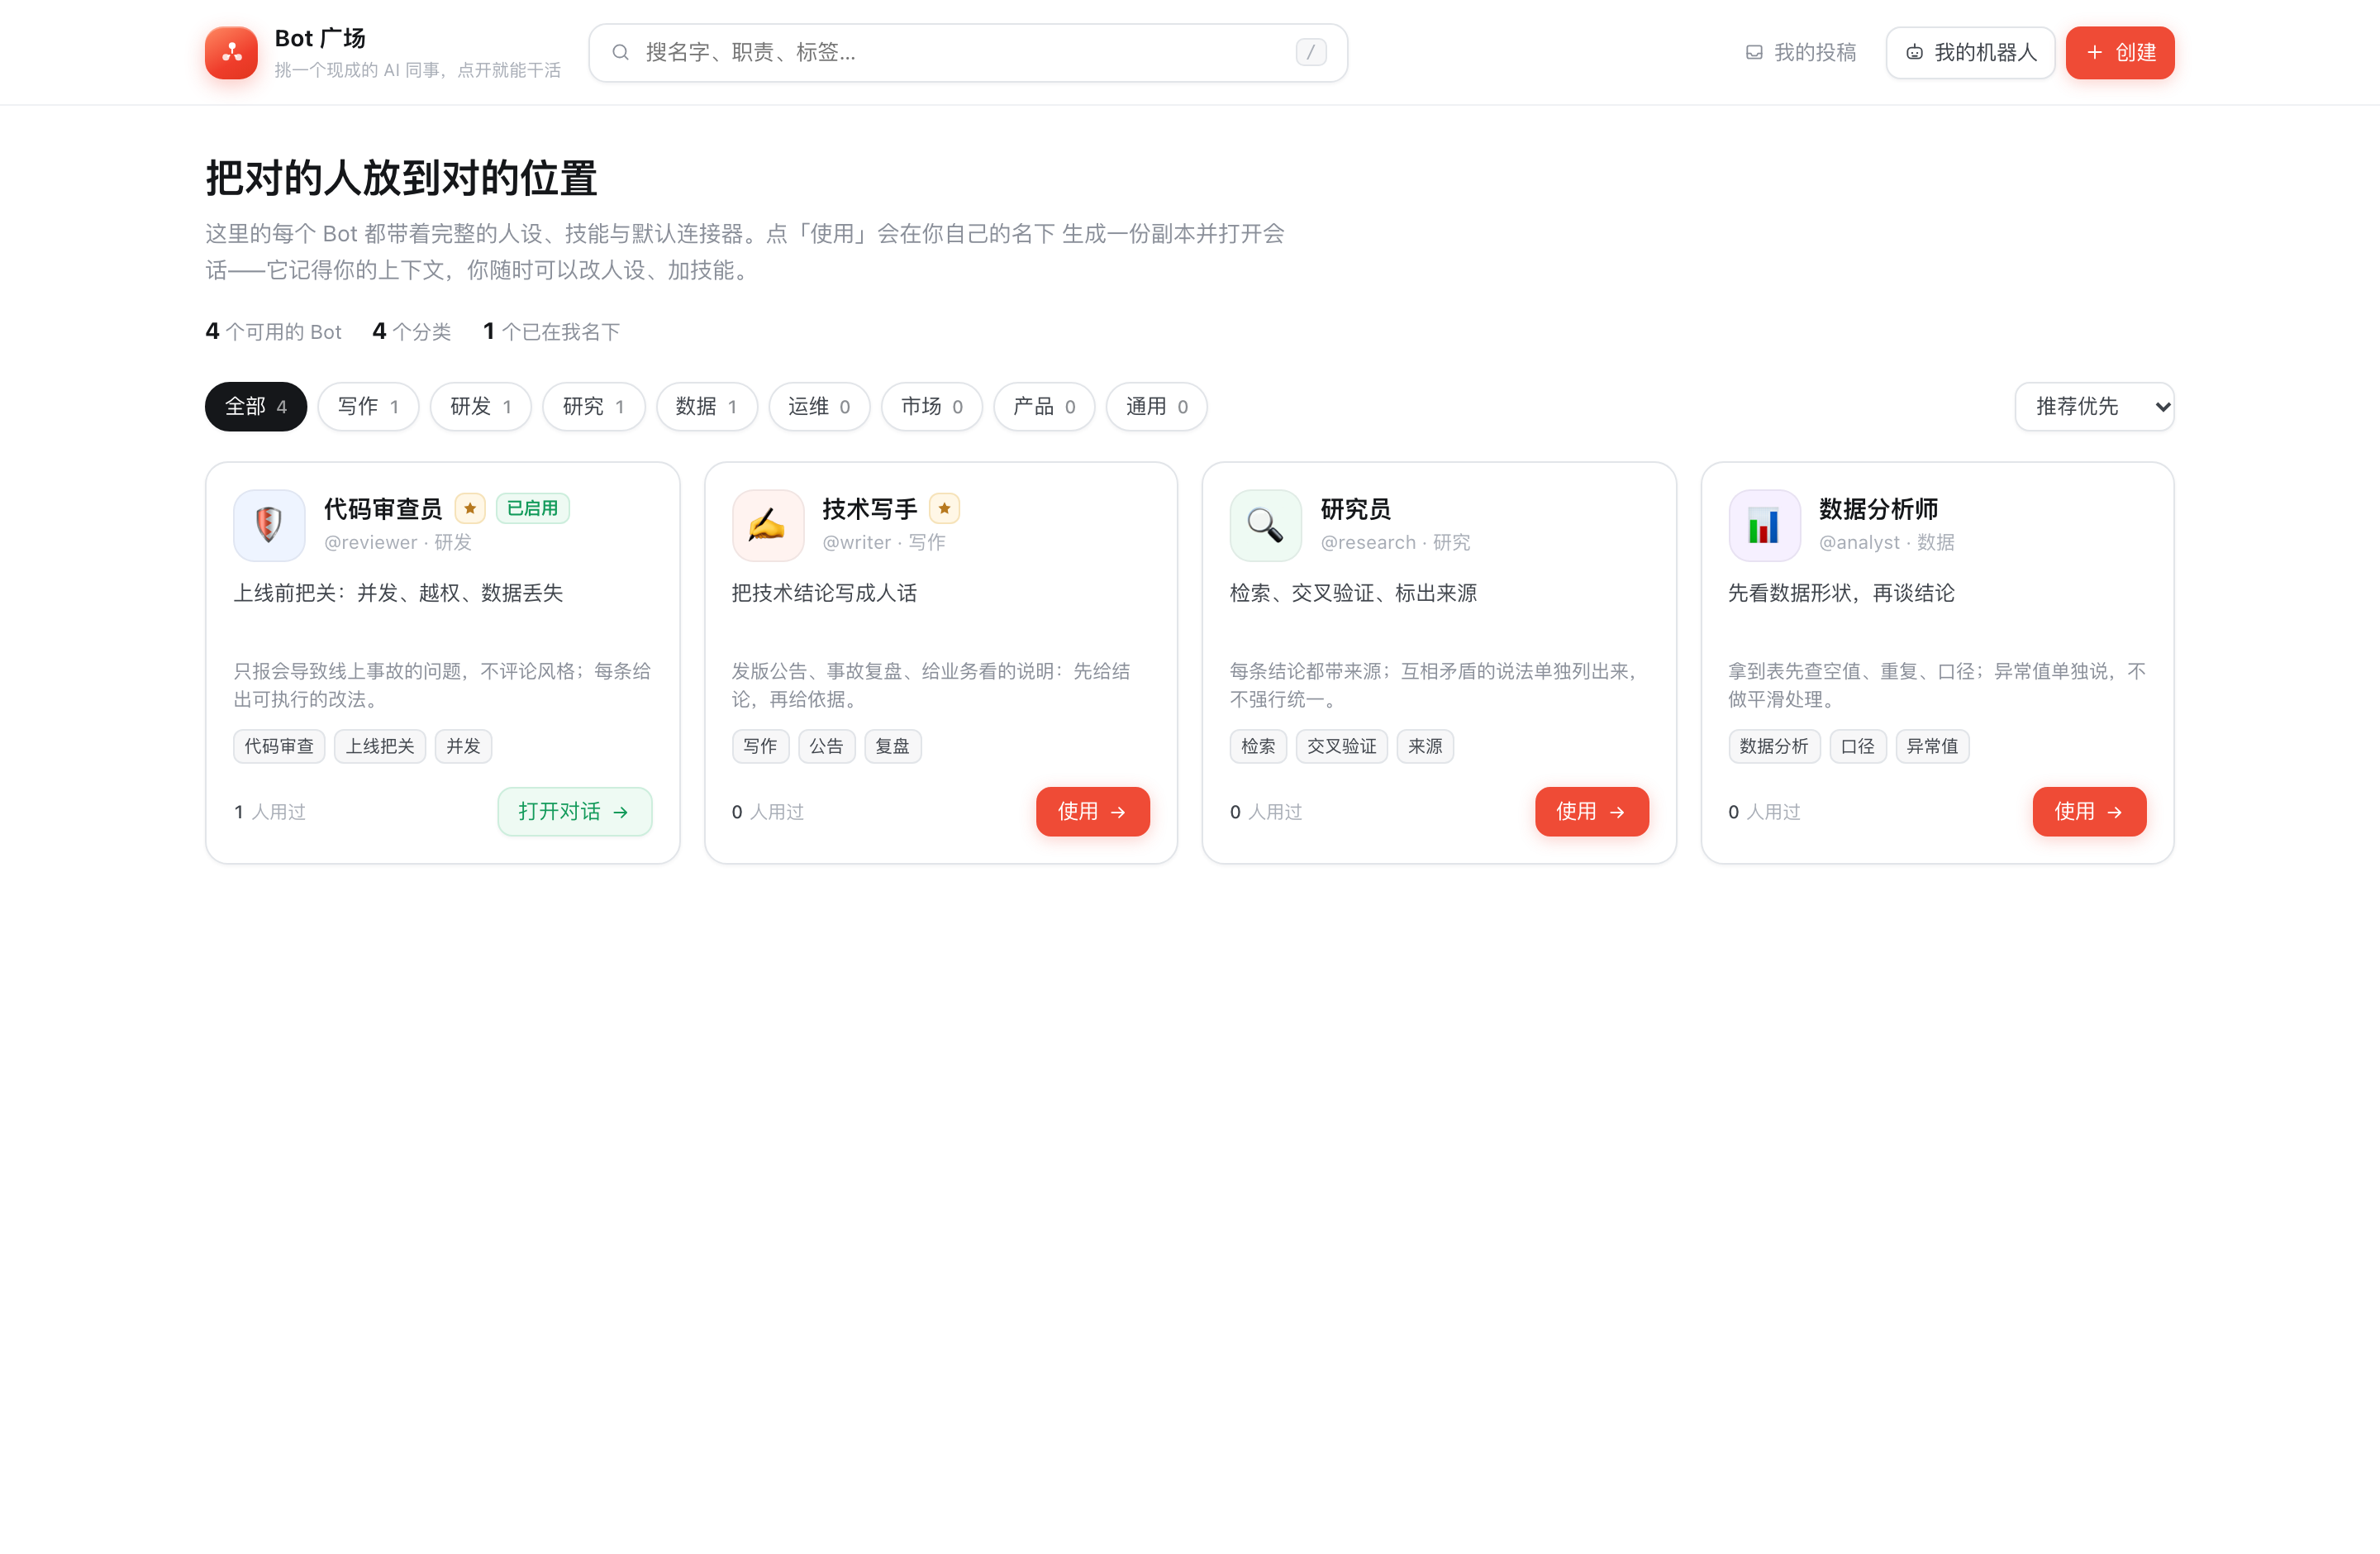 Bot 广场
挑一个现成的 AI 同事，点开就能干活
搜名字、职责、标签...
/
我的投稿
我的机器人
创建
把对的人放到对的位置
这里的每个 Bot 都带着完整的人设、技能与默认连接器。点「使用」会在你自己的名下 生成一份副本并打开会
话——它记得你的上下文，你随时可以改人设、加技能。
4 个可用的 Bot 4 个分类 1 个已在我名下
全部 4
写作 1
研发 1
研究 1
数据 1
运维 0
市场 0
产品 0
通用 0
推荐优先
代码审查员 已启用
@reviewer · 研发
上线前把关：并发、越权、数据丢失
只报会导致线上事故的问题，不评论风格；每条给
出可执行的改法。
代码审查 上线把关 并发
1 人用过
打开对话 →
技术写手
@writer · 写作
把技术结论写成人话
发版公告、事故复盘、给业务看的说明：先给结
论，再给依据。
写作 公告 复盘
0 人用过
使用 →
研究员
@research · 研究
检索、交叉验证、标出来源
每条结论都带来源；互相矛盾的说法单独列出来，
不强行统一。
检索 交叉验证 来源
0 人用过
使用 →
数据分析师
@analyst · 数据
先看数据形状，再谈结论
拿到表先查空值、重复、口径；异常值单独说，不
做平滑处理。
数据分析 口径 异常值
0 人用过
使用 →